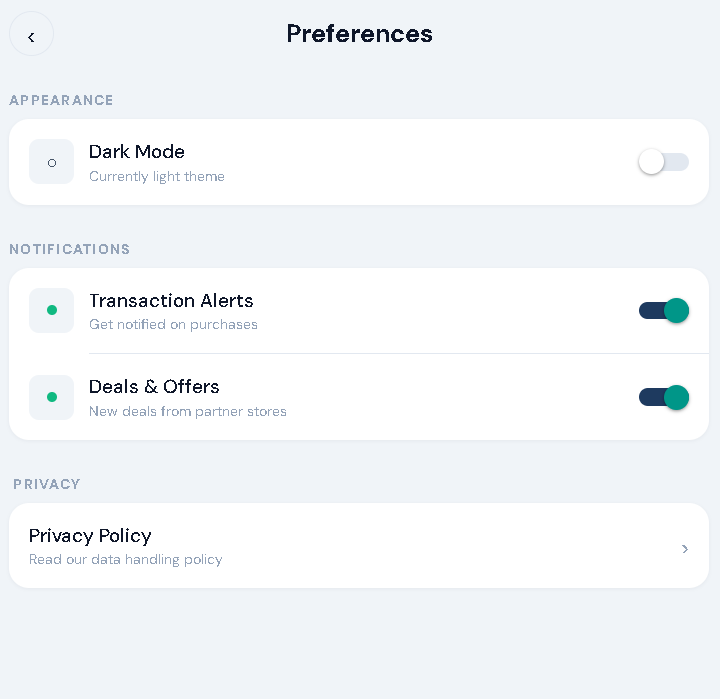 Preferences
APPEARANCE
Dark Mode
Currently light theme
NOTIFICATIONS
Transaction Alerts
Get notified on purchases
Deals & Offers
New deals from partner stores
PRIVACY
Privacy Policy
Read our data handling policy